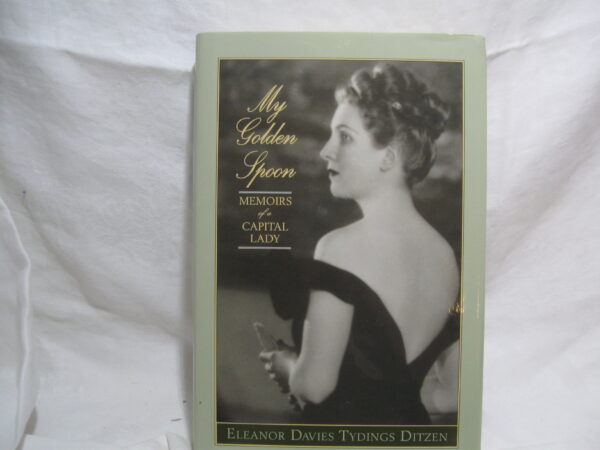 My
Golden
Spoon
MEMOIRS
of a
CAPITAL
LADY
ELEANOR DAVIES TYDINGS DITZEN